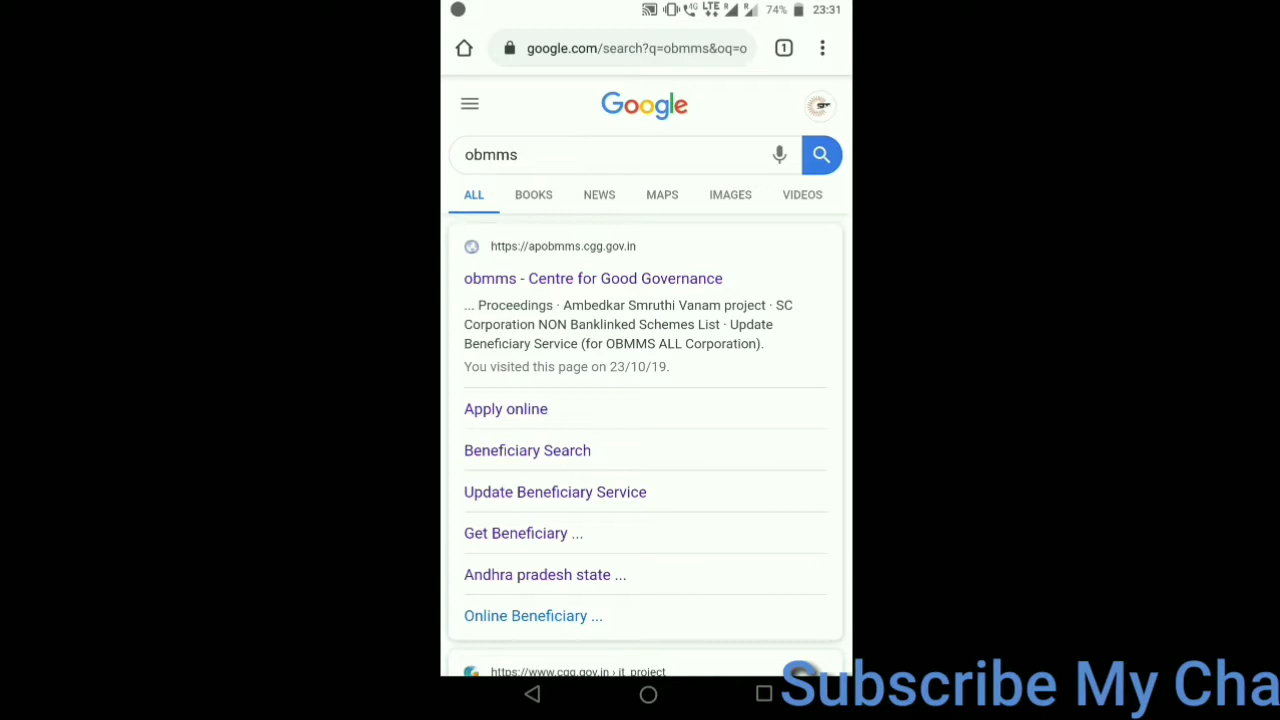 LTE 74% 23:31
google.com/search?q=obmms&oq=o 1
Google
obmms
ALL BOOKS NEWS MAPS IMAGES VIDEOS
https://apobmms.cgg.gov.in
obmms - Centre for Good Governance
... Proceedings · Ambedkar Smruthi Vanam project · SC
Corporation NON Banklinked Schemes List · Update
Beneficiary Service (for OBMMS ALL Corporation).
You visited this page on 23/10/19.
Apply online
Beneficiary Search
Update Beneficiary Service
Get Beneficiary ...
Andhra pradesh state ...
Online Beneficiary ...
https://www.cgg.gov.in › it_project
Subscribe My Cha